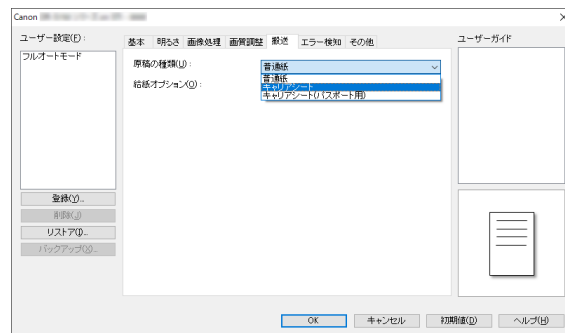 Canon
ユーザー設定(F):
フルオートモード
登録(Y)...
削除(J)
リストア(T)...
バックアップ(X)...
基本 明るさ 画像処理 画質調整 搬送 エラー検知 その他
原稿の種類(U):
普通紙
普通紙
キャリアシート
キャリアシート(パスポート用)
給紙オプション(O):
ユーザーガイド
OK
キャンセル
初期値(D)
ヘルプ(H)